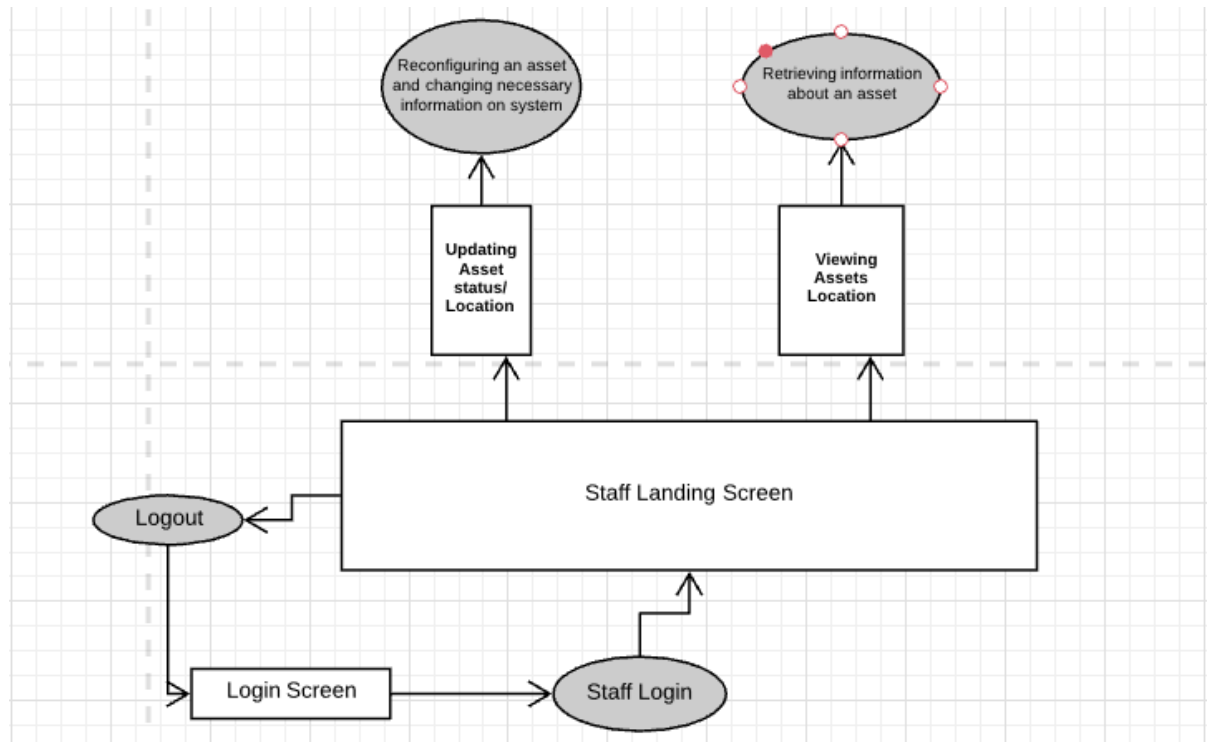 Reconfiguring an asset
and changing necessary
information on system
Retrieving information
about an asset
Updating
Asset
status/
Location
Viewing
Assets
Location
Staff Landing Screen
Logout
Login Screen
Staff Login